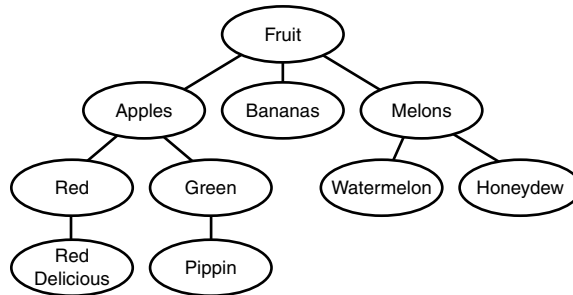 Fruit
Apples
Bananas
Melons
Red
Green
Watermelon
Honeydew
Red
Delicious
Pippin